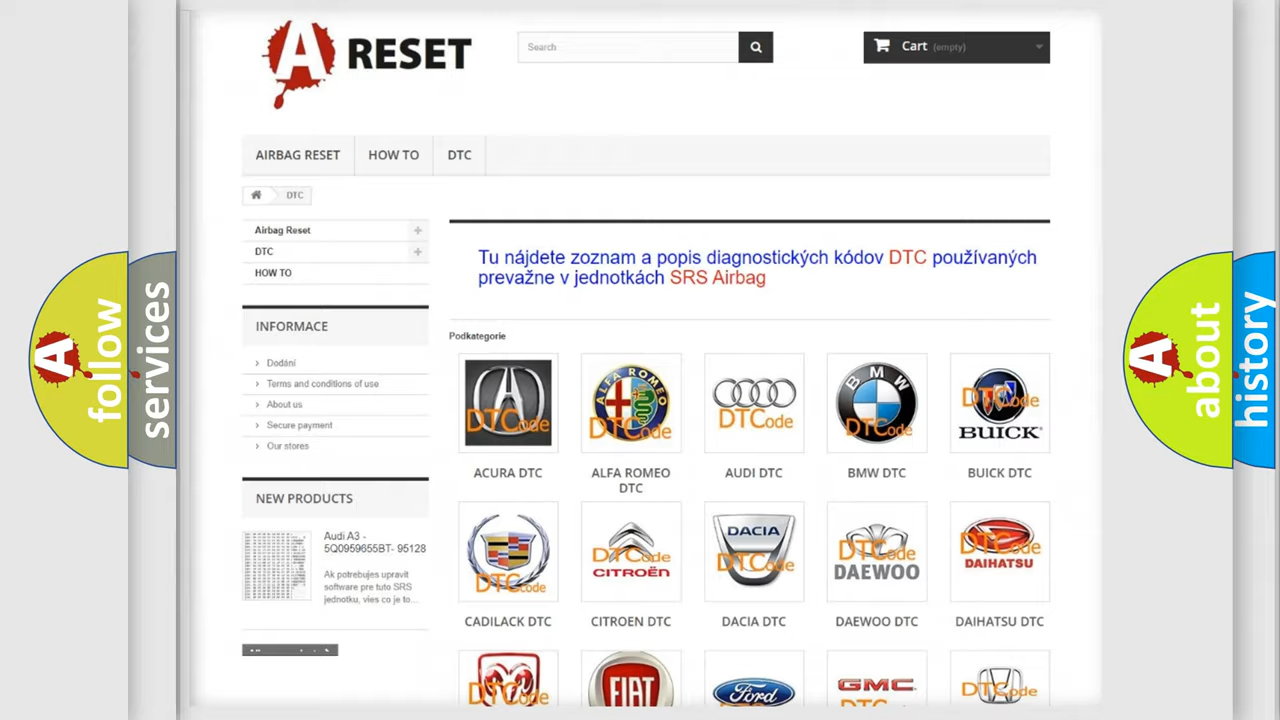 A RESET
Search
Cart (empty)
AIRBAG RESET
HOW TO
DTC
DTC
Airbag Reset
DTC
HOW TO
INFORMACE
Dodání
Terms and conditions of use
About us
Secure payment
Our stores
NEW PRODUCTS
Audi A3 -
5Q0959655BT- 95128
Ak potrebujes upravit
software pre tuto SRS
jednotku, vies co je to...
Tu nájdete zoznam a popis diagnostických kódov DTC používaných
prevažne v jednotkách SRS Airbag
Podkategorie
DTCode
ALFA ROMEO
DTCode
DTCode
BMW
DTCode
DTCode
BUICK
ACURA DTC
ALFA ROMEO
DTC
AUDI DTC
BMW DTC
BUICK DTC
DTCode
DTCode
CITROËN
DACIA
DTCode
DTCode
DAEWOO
DTCode
DAIHATSU
CADILACK DTC
CITROEN DTC
DACIA DTC
DAEWOO DTC
DAIHATSU DTC
DTCode
FIAT
Ford
GMC
DTCode
A follow
services
A about
history